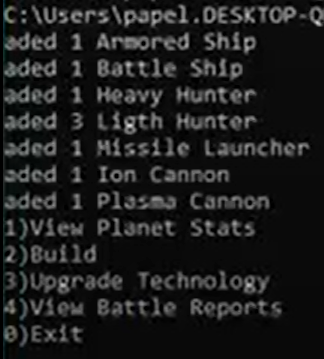 C:\Users\papel.DESKTOP-Q
aded 1 Armored Ship
aded 1 Battle Ship
aded 1 Heavy Hunter
aded 3 Ligth Hunter
aded 1 Missile Launcher
aded 1 Ion Cannon
aded 1 Plasma Cannon
1)View Planet Stats
2)Build
3)Upgrade Technology
4)View Battle Reports
0)Exit